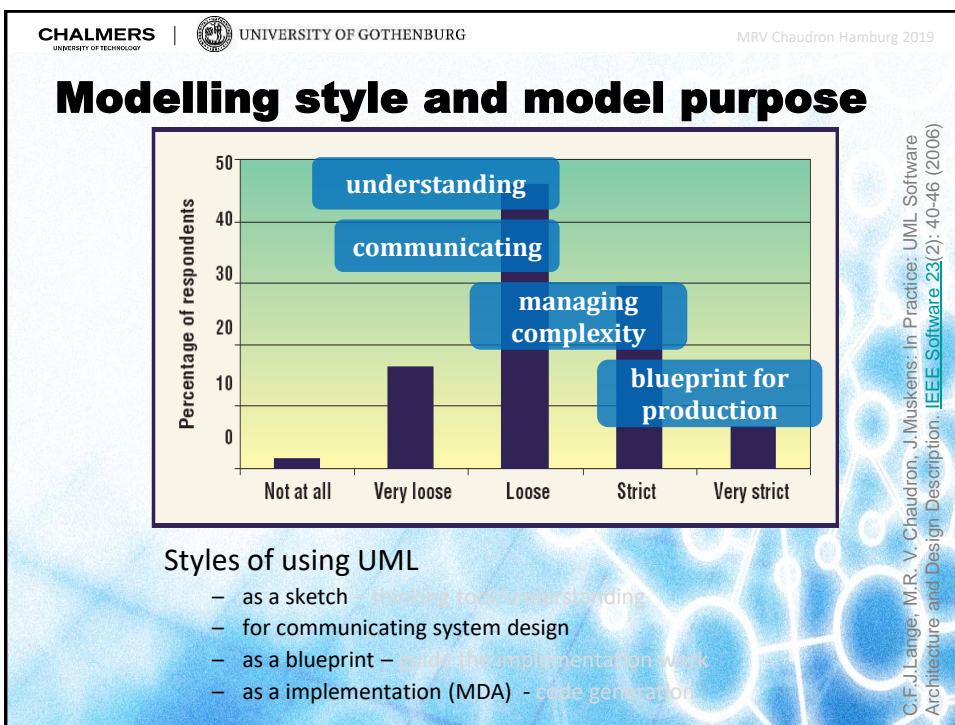 CHALMERS | UNIVERSITY OF GOTHENBURG
UNIVERSITY OF TECHNOLOGY
MRV Chaudron Hamburg 2019
Modelling style and model purpose
Percentage of respondents
50
40
30
20
10
0
understanding
communicating
managing
complexity
blueprint for
production
Not at all
Very loose
Loose
Strict
Very strict
C.F.J.Lange, M.R. V. Chaudron, J.Muskens: In Practice: UML Software
Architecture and Design Description. IEEE Software 23(2): 40-46 (2006)
Styles of using UML
– as a sketch - thinking tool/understanding
– for communicating system design
– as a blueprint – guide the implementation work
– as a implementation (MDA) - code generation